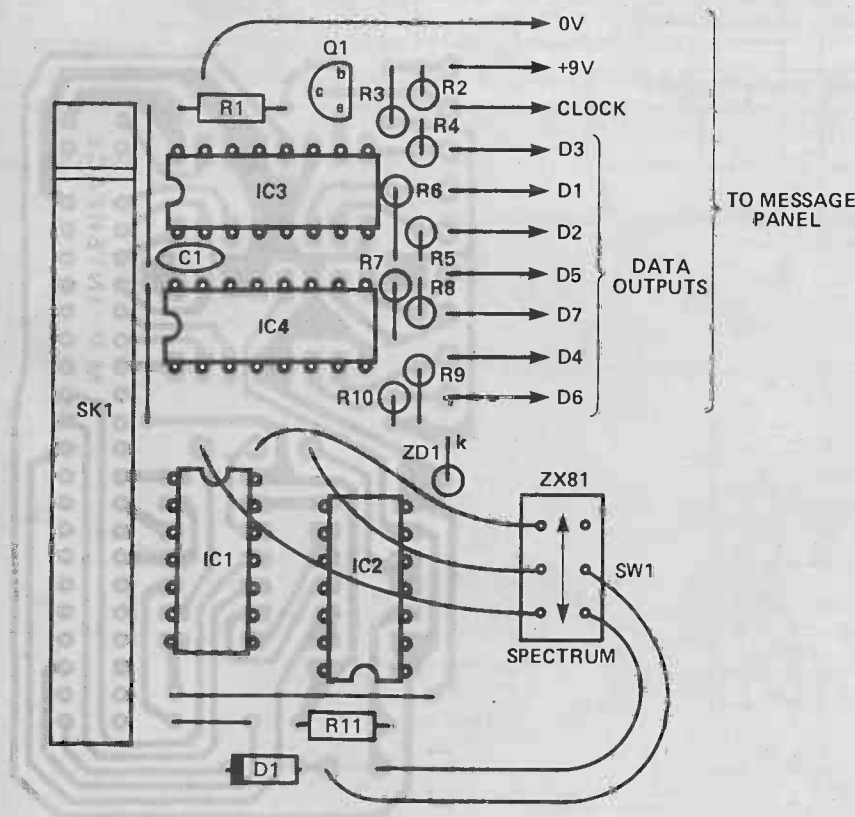 0V
Q1
b
c
e
+9V
R3
R2
CLOCK
R1
R4
D3
IC3
R6
D1
TO MESSAGE
PANEL
D2
C1
R5
R7
D5
DATA
OUTPUTS
R8
D7
IC4
D4
R9
SK1
R10
D6
ZD1
k
ZX81
IC1
IC2
SW1
SPECTRUM
R11
D1